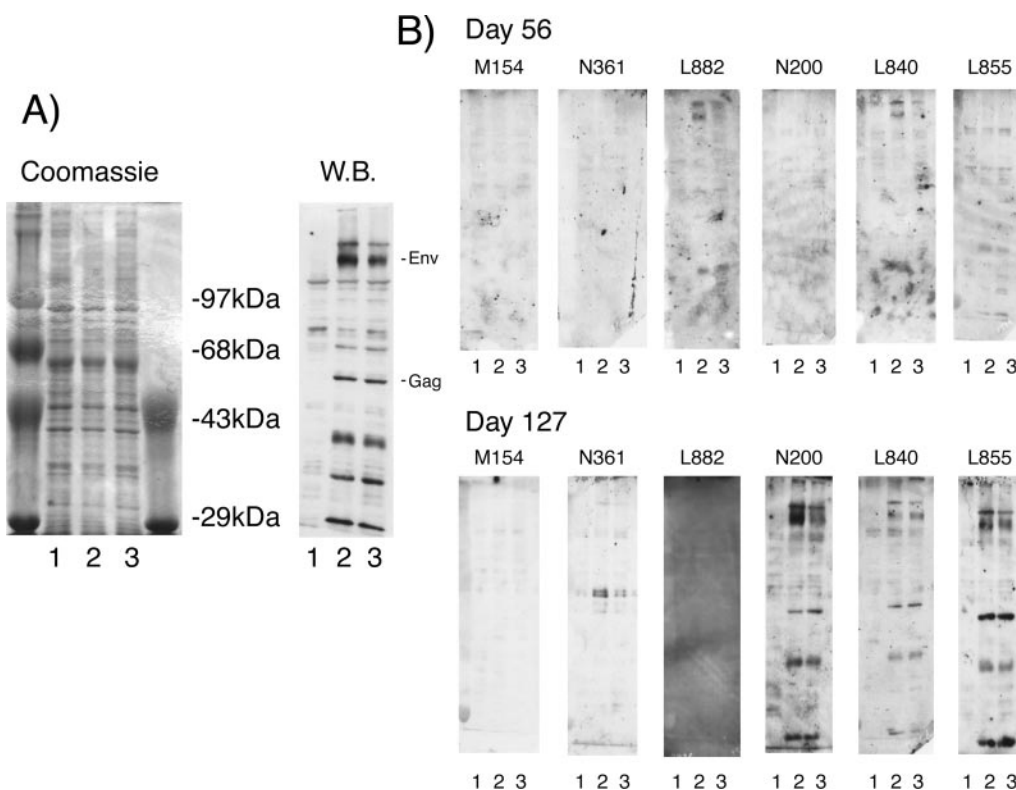 A)
Coomassie
W.B.
-97kDa
-68kDa
-43kDa
-29kDa
-Env
-Gag
1 2 3
1 2 3
B)
Day 56
M154 N361 L882 N200 L840 L855
1 2 3 1 2 3 1 2 3 1 2 3 1 2 3 1 2 3
Day 127
M154 N361 L882 N200 L840 L855
1 2 3 1 2 3 1 2 3 1 2 3 1 2 3 1 2 3